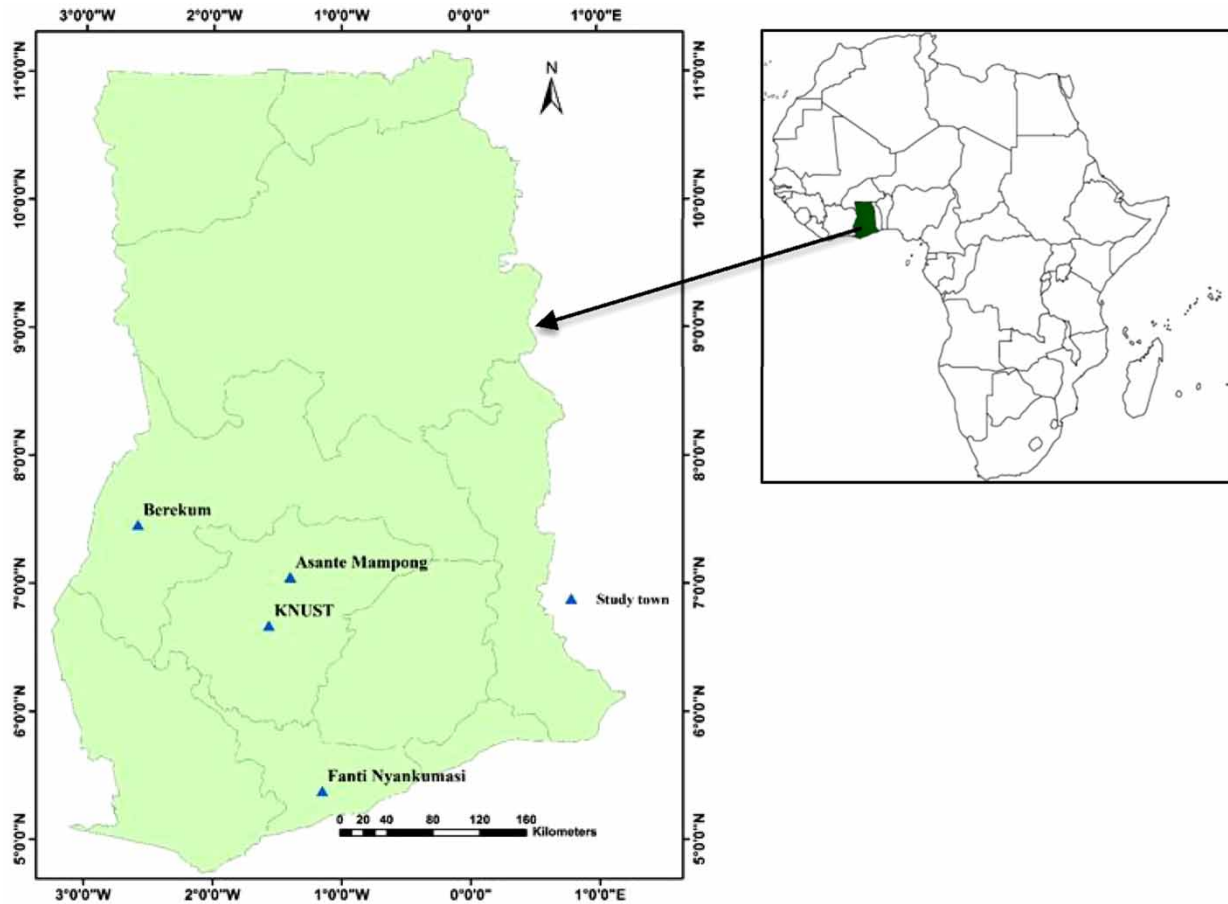 3°0'0"W 2°0'0"W 1°0'0"W 0°0'0" 1°0'0"E
11°0'0"N 11°0'0"N
N
10°0'0"N 10°0'0"N
9°0'0"N 9°0'0"N
8°0'0"N 8°0'0"N
Berekum
Asante Mampong
7°0'0"N 7°0'0"N
Study town
KNUST
6°0'0"N 6°0'0"N
Fanti Nyankumasi
0 20 40 80 120 160
Kilometers
5°0'0"N 5°0'0"N
3°0'0"W 2°0'0"W 1°0'0"W 0°0'0" 1°0'0"E